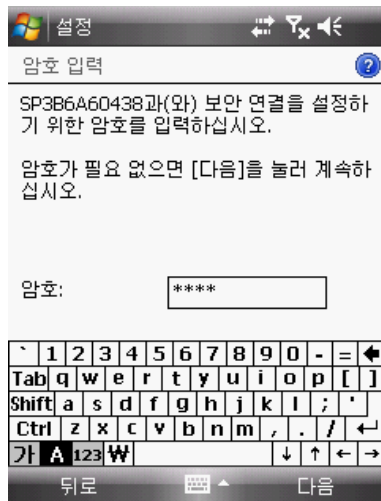 설정
암호 입력
SP3B6A60438과(와) 보안 연결을 설정하
기 위한 암호를 입력하십시오.
암호가 필요 없으면 [다음]을 눌러 계속하
십시오.
암호: ****
` 1 2 3 4 5 6 7 8 9 0 - =
Tab q w e r t y u i o p [ ]
Shift a s d f g h j k l ; '
Ctrl z x c v b n m , . /
가 A 123 ₩ ↓ ↑ ← →
뒤로 다음